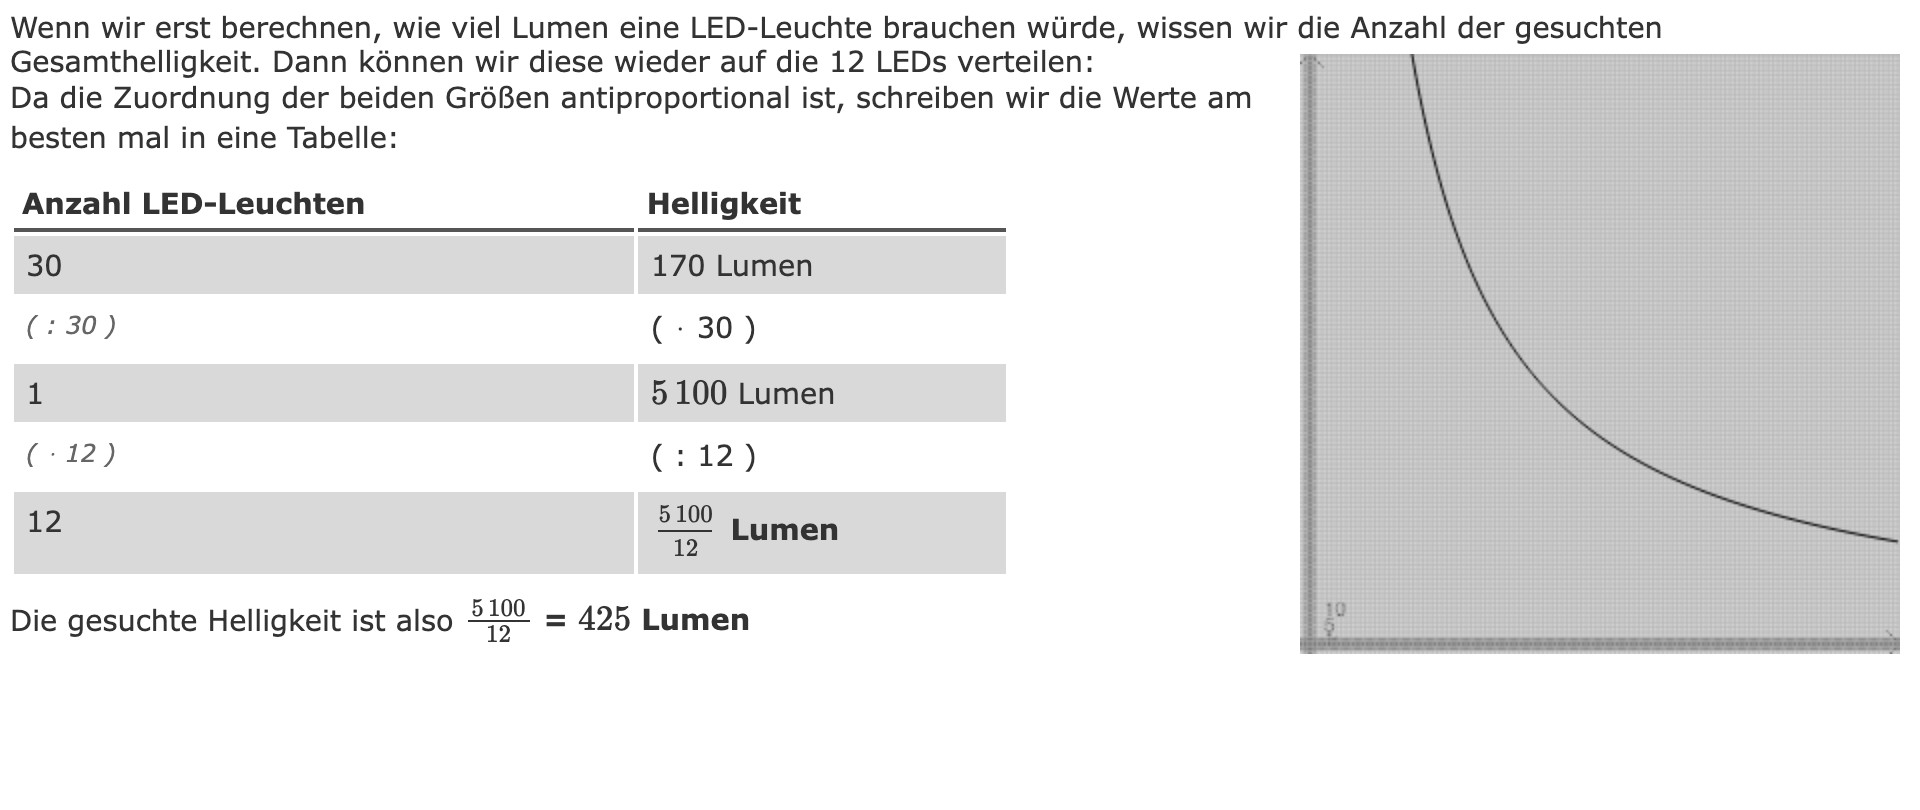 Wenn wir erst berechnen, wie viel Lumen eine LED-Leuchte brauchen würde, wissen wir die Anzahl der gesuchten
Gesamthelligkeit. Dann können wir diese wieder auf die 12 LEDs verteilen:
Da die Zuordnung der beiden Größen antiproportional ist, schreiben wir die Werte am
besten mal in eine Tabelle:
Anzahl LED-Leuchten Helligkeit
30 170 Lumen
( : 30 ) ( · 30 )
1 5 100 Lumen
( · 12 ) ( : 12 )
12 5 100/12 Lumen
Die gesuchte Helligkeit ist also 5 100/12 = 425 Lumen
10
5